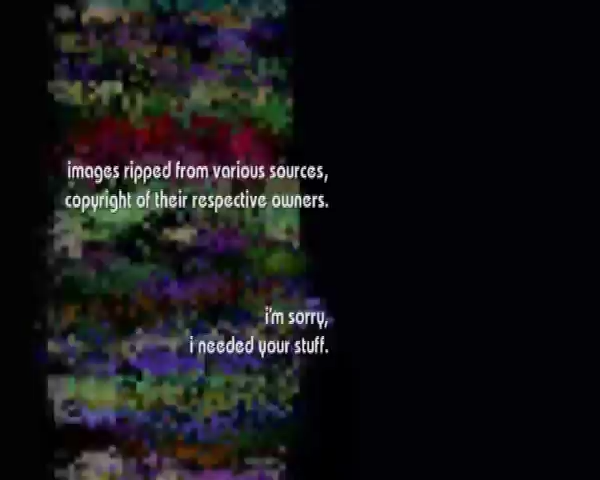 images ripped from various sources,
copyright of their respective owners.
i'm sorry,
i needed your stuff.